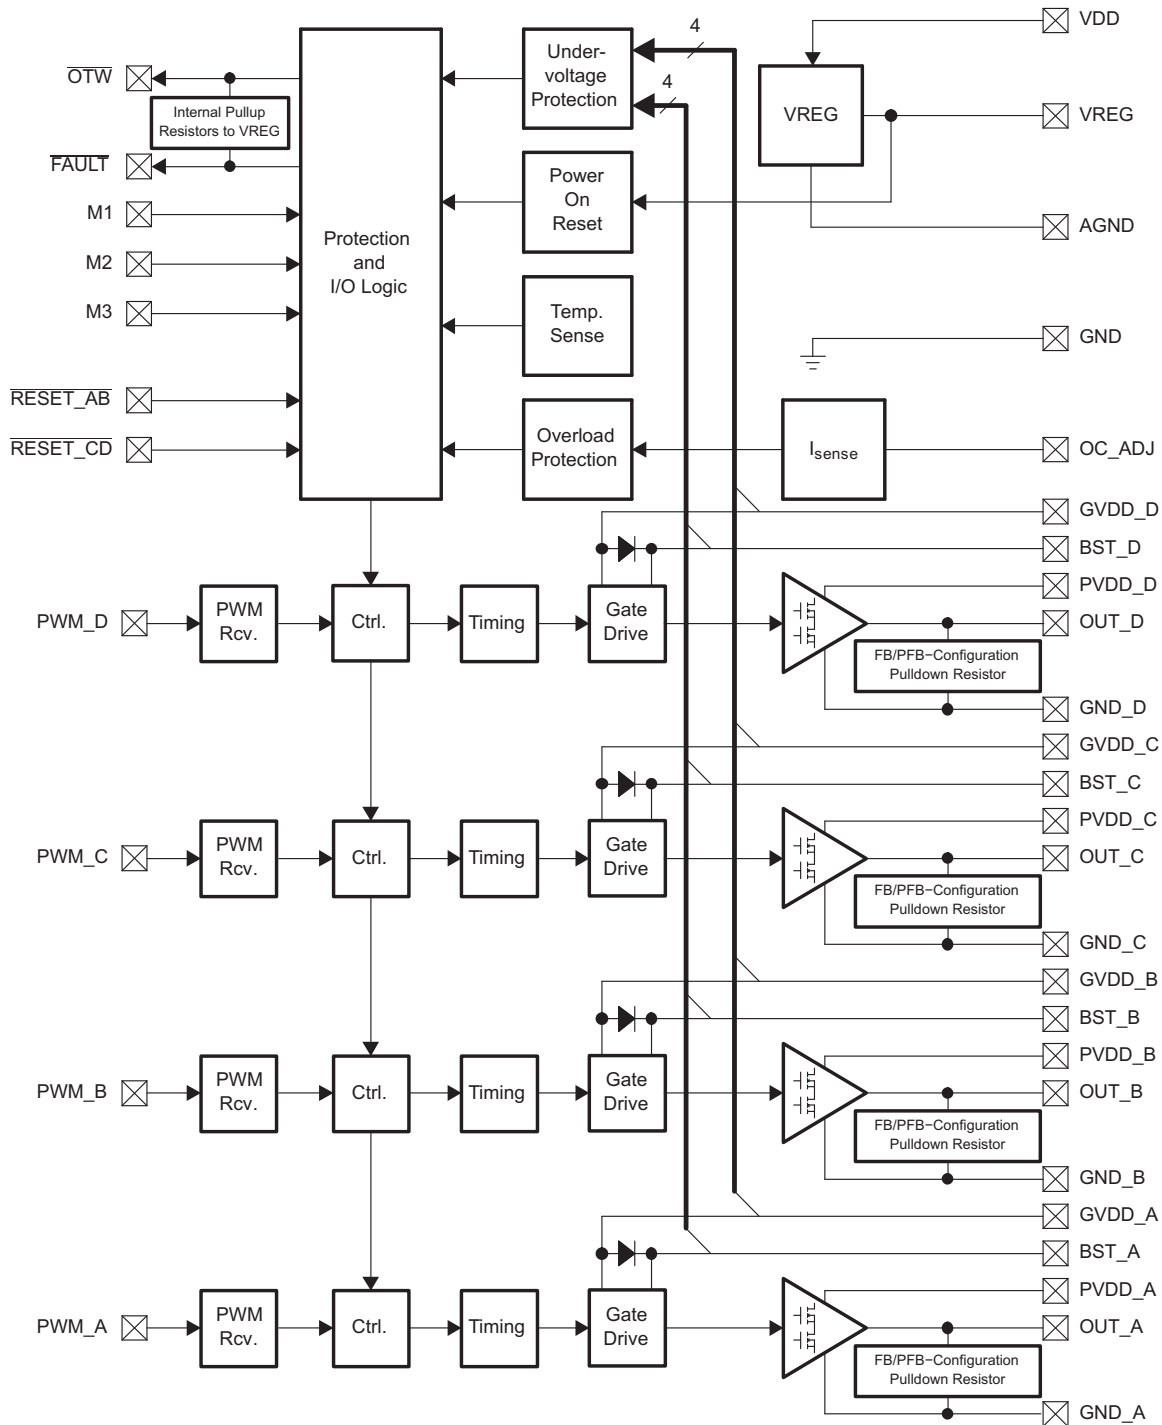 4
VDD
Under-
voltage
Protection
OTW
4
Internal Pullup
Resistors to VREG
VREG
VREG
FAULT
Power
On
Reset
M1
AGND
Protection
and
I/O Logic
M2
M3
Temp.
Sense
GND
RESET_AB
RESET_CD
Overload
Protection
Isense
OC_ADJ
GVDD_D
BST_D
PVDD_D
PWM_D
PWM
Rcv.
Ctrl.
Timing
Gate
Drive
OUT_D
FB/PFB−Configuration
Pulldown Resistor
GND_D
GVDD_C
BST_C
PVDD_C
PWM_C
PWM
Rcv.
Ctrl.
Timing
Gate
Drive
OUT_C
FB/PFB−Configuration
Pulldown Resistor
GND_C
GVDD_B
BST_B
PVDD_B
PWM_B
PWM
Rcv.
Ctrl.
Timing
Gate
Drive
OUT_B
FB/PFB−Configuration
Pulldown Resistor
GND_B
GVDD_A
BST_A
PVDD_A
PWM_A
PWM
Rcv.
Ctrl.
Timing
Gate
Drive
OUT_A
FB/PFB−Configuration
Pulldown Resistor
GND_A